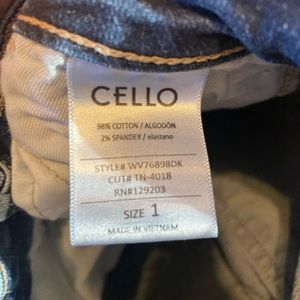 CELLO
98% COTTON / ALGODÓN
2% SPANDEX / elastano
STYLE# WV76898DK
CUT# TN-4018
RN#129203
SIZE 1
MADE IN VIETNAM